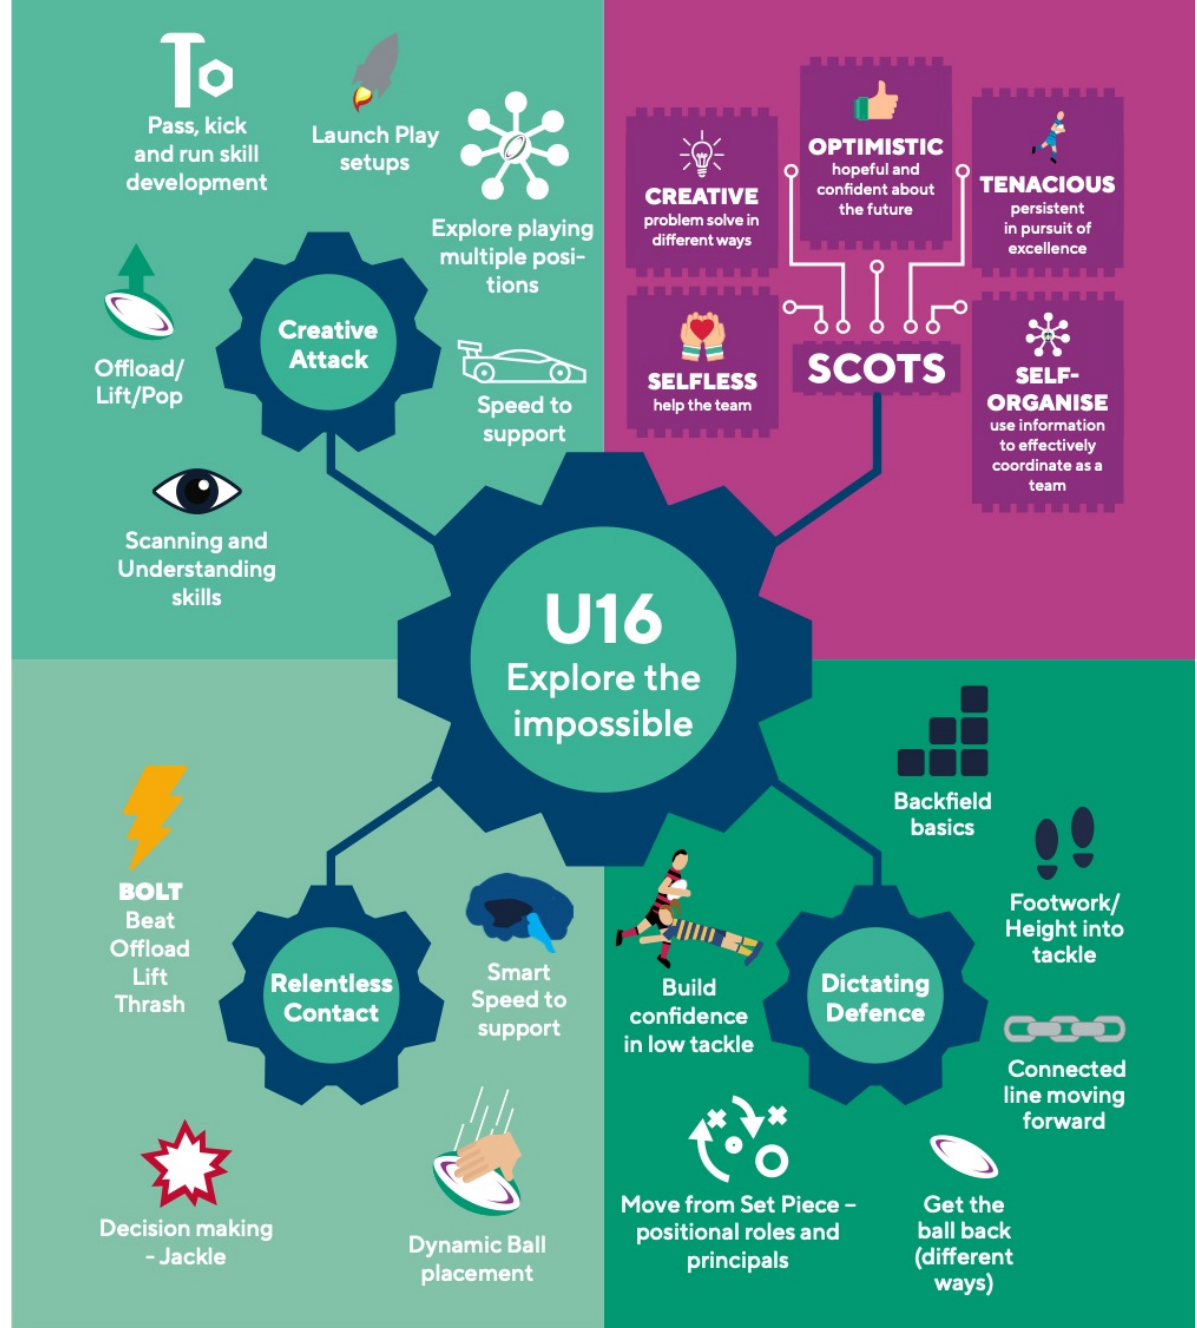 Pass, kick
and run skill
development
Launch Play
setups
Explore playing
multiple posi-
tions
Offload/
Lift/Pop
Creative
Attack
Speed to
support
Scanning and
Understanding
skills
CREATIVE
problem solve in
different ways
OPTIMISTIC
hopeful and
confident about
the future
TENACIOUS
persistent
in pursuit of
excellence
SELFLESS
help the team
SCOTS
SELF-
ORGANISE
use information
to effectively
coordinate as a
team
U16
Explore the
impossible
BOLT
Beat
Offload
Lift
Thrash
Relentless
Contact
Smart
Speed to
support
Decision making
- Jackle
Dynamic Ball
placement
Backfield
basics
Footwork/
Height into
tackle
Build
confidence
in low tackle
Dictating
Defence
Connected
line moving
forward
Move from Set Piece –
positional roles and
principals
Get the
ball back
(different
ways)